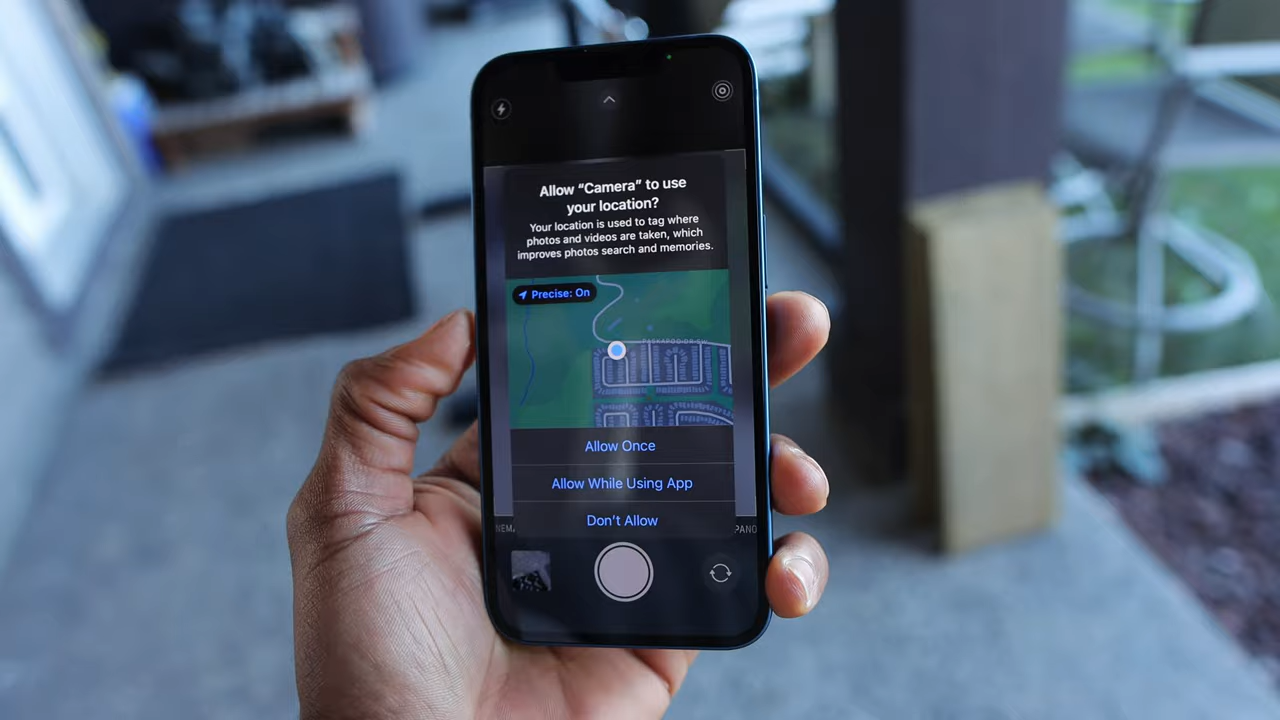 Allow “Camera” to use
your location?
Your location is used to tag where
photos and videos are taken, which
improves photos search and memories.
Precise: On
Allow Once
Allow While Using App
Don’t Allow
PANO